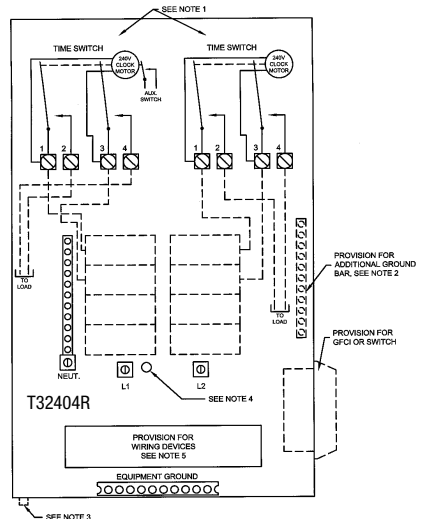 SEE NOTE 1
TIME SWITCH
TIME SWITCH
240V
CLOCK
MOTOR
240V
CLOCK
MOTOR
AUX.
SWITCH
1 2 3 4
1 2 3 4
TO
LOAD
TO
LOAD
PROVISION FOR
ADDITIONAL GROUND
BAR, SEE NOTE 2
PROVISION FOR
GFCI OR SWITCH
NEUT.
L1
L2
SEE NOTE 4
T32404R
PROVISION FOR
WIRING DEVICES
SEE NOTE 5
EQUIPMENT GROUND
SEE NOTE 3